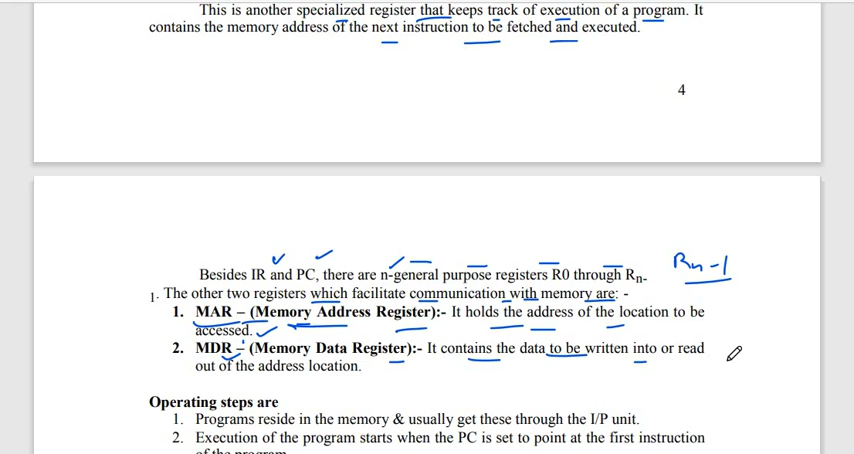 This is another specialized register that keeps track of execution of a program. It
contains the memory address of the next instruction to be fetched and executed.
4
Besides IR and PC, there are n-general purpose registers R0 through Rn-
Rn-1
1. The other two registers which facilitate communication with memory are: -
1. MAR – (Memory Address Register):- It holds the address of the location to be
accessed.
2. MDR – (Memory Data Register):- It contains the data to be written into or read
out of the address location.
Operating steps are
1. Programs reside in the memory & usually get these through the I/P unit.
2. Execution of the program starts when the PC is set to point at the first instruction
of the program.